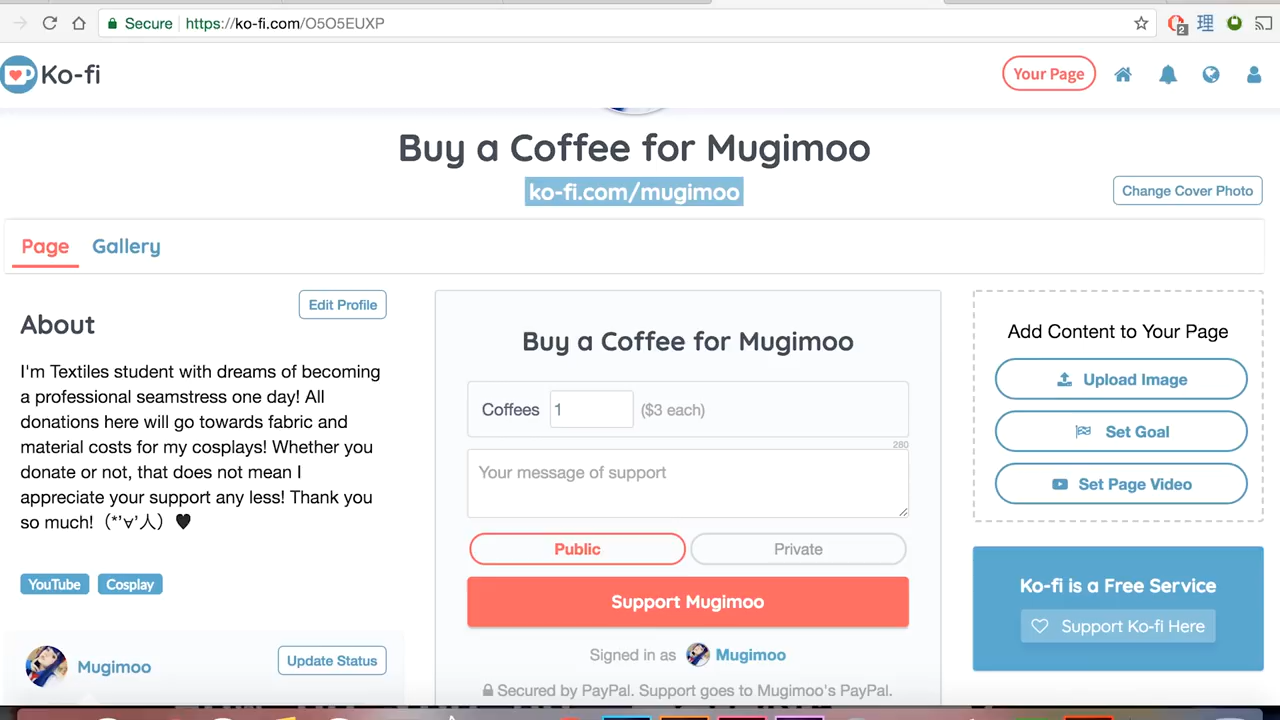 Secure https://ko-fi.com/O5O5EUXP
2 理
Ko-fi
Your Page
Buy a Coffee for Mugimoo
ko-fi.com/mugimoo
Change Cover Photo
Page Gallery
About
Edit Profile
I'm Textiles student with dreams of becoming
a professional seamstress one day! All
donations here will go towards fabric and
material costs for my cosplays! Whether you
donate or not, that does not mean I
appreciate your support any less! Thank you
so much! (*’∀’人) ♥
YouTube Cosplay
Mugimoo
Update Status
Buy a Coffee for Mugimoo
Coffees 1 ($3 each)
280
Your message of support
Public Private
Support Mugimoo
Signed in as Mugimoo
Secured by PayPal. Support goes to Mugimoo's PayPal.
Add Content to Your Page
Upload Image
Set Goal
Set Page Video
Ko-fi is a Free Service
Support Ko-fi Here